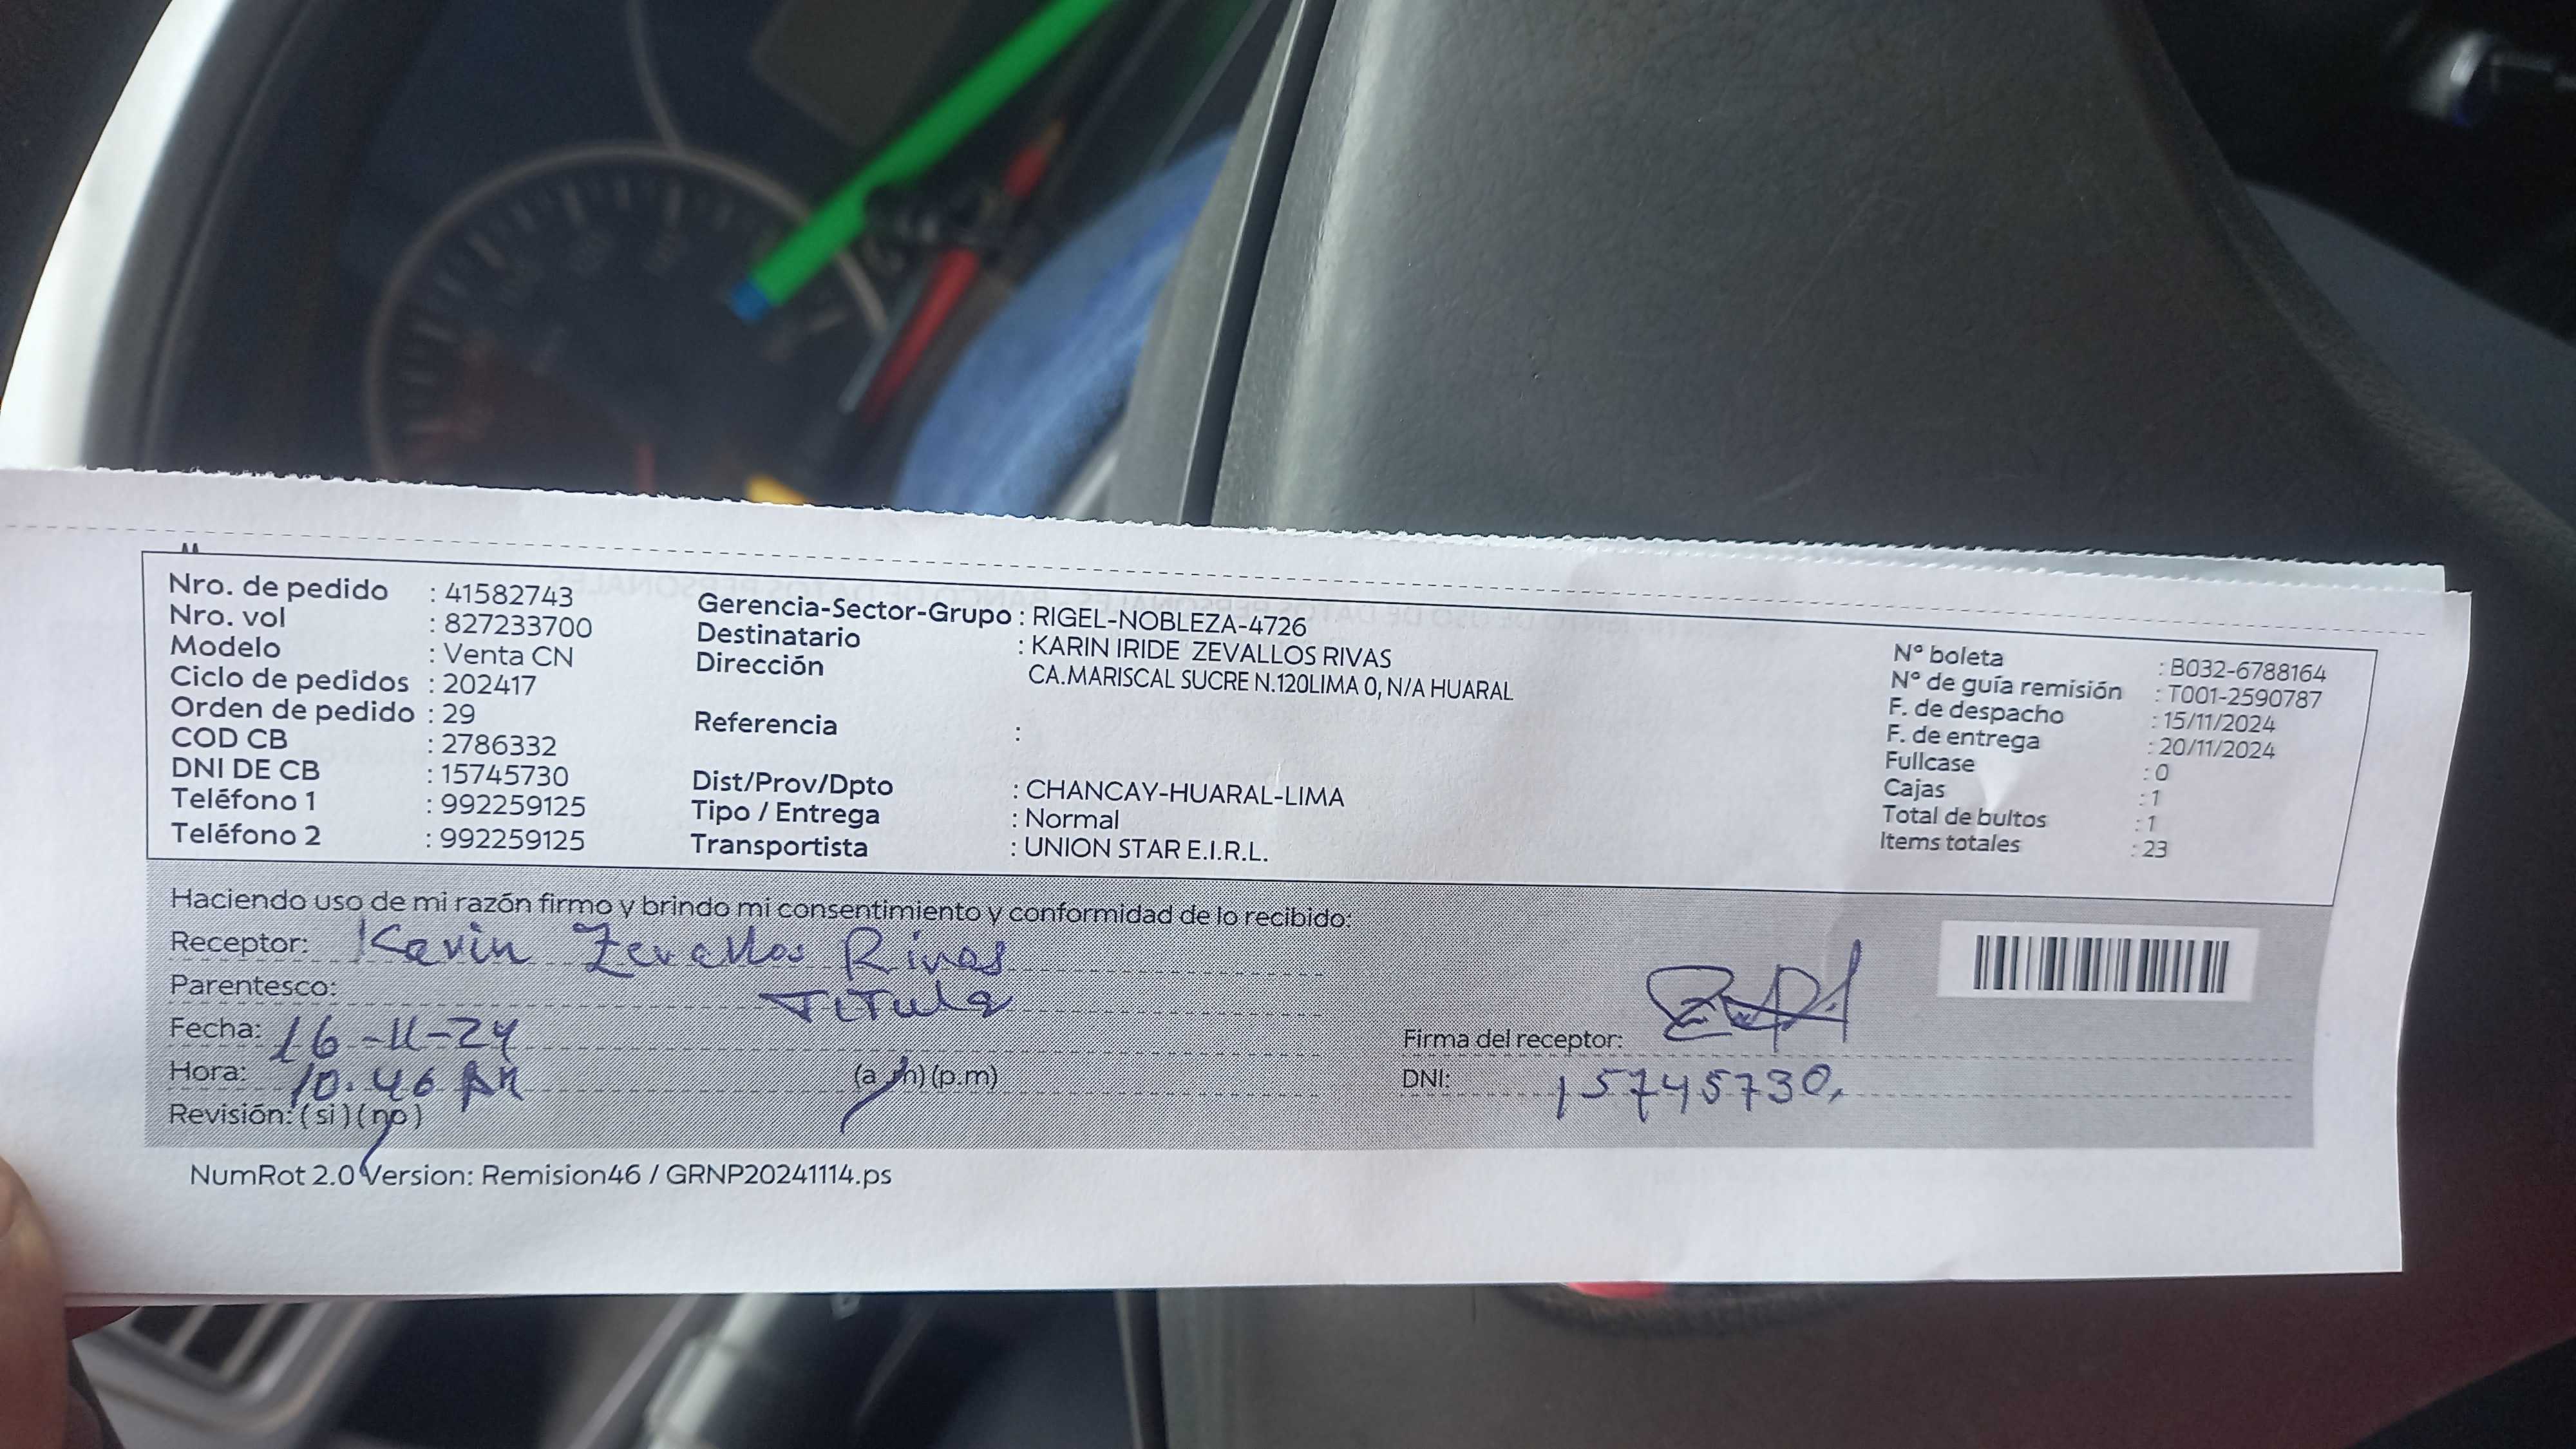 Nro. de pedido : 41582743
Nro. vol : 827233700
Modelo : Venta CN
Ciclo de pedidos : 202417
Orden de pedido : 29
COD CB : 2786332
DNI DE CB : 15745730
Teléfono 1 : 992259125
Teléfono 2 : 992259125
Gerencia-Sector-Grupo : RIGEL-NOBLEZA-4726
Destinatario : KARIN IRIDE ZEVALLOS RIVAS
Dirección CA.MARISCAL SUCRE N.120LIMA 0, N/A HUARAL
Referencia :
Dist/Prov/Dpto : CHANCAY-HUARAL-LIMA
Tipo / Entrega : Normal
Transportista : UNION STAR E.I.R.L.
Nº boleta : B032-6788164
Nº de guía remisión : T001-2590787
F. de despacho : 15/11/2024
F. de entrega : 20/11/2024
Fullcase : 0
Cajas : 1
Total de bultos : 1
Items totales : 23
Haciendo uso de mi razón firmo y brindo mi consentimiento y conformidad de lo recibido:
Receptor: Karin Zevallos Rivas
Parentesco: Titula
Fecha: 16-11-24
Hora: 10.46 AM (a.m) (p.m)
Revisión: (si) (no)
Firma del receptor:
DNI: 15745730
NumRot 2.0 Version: Remision46 / GRNP20241114.ps